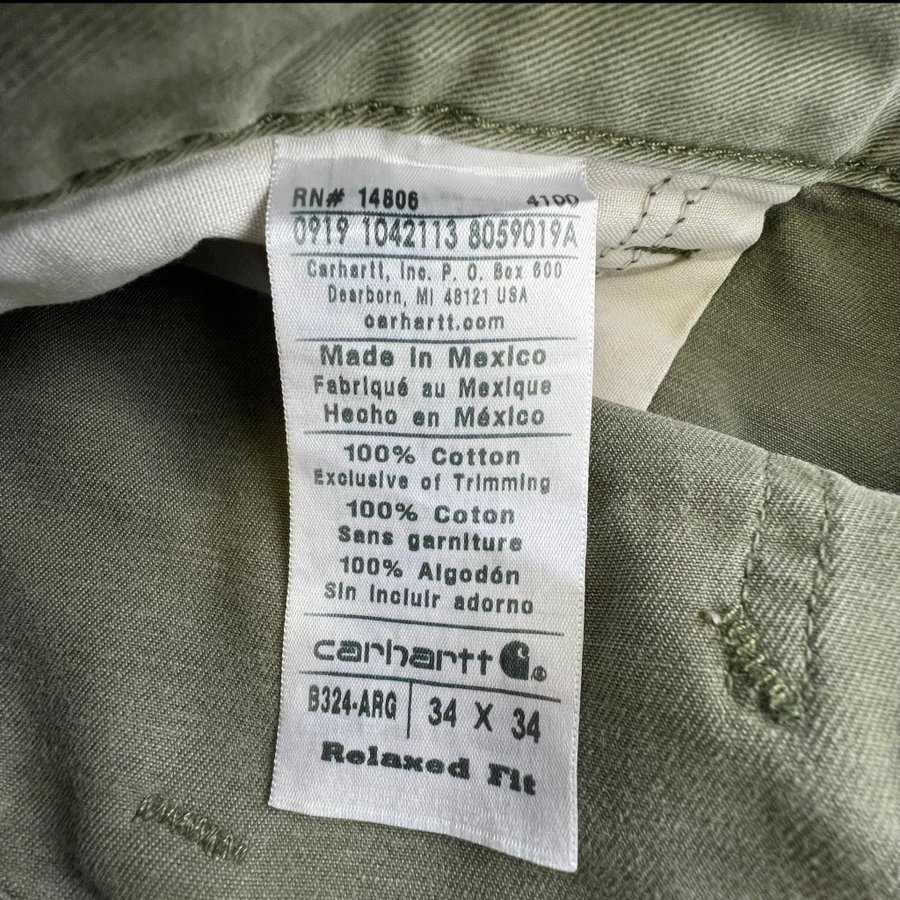 RN# 14806 4100
0919 1042113 8059019A
Carhartt, Inc. P. O. Box 600
Dearborn, MI 48121 USA
carhartt.com
Made in Mexico
Fabriqué au Mexique
Hecho en México
100% Cotton
Exclusive of Trimming
100% Coton
Sans garniture
100% Algodón
Sin incluir adorno
carhartt ®
B324-ARG 34 X 34
Relaxed Fit